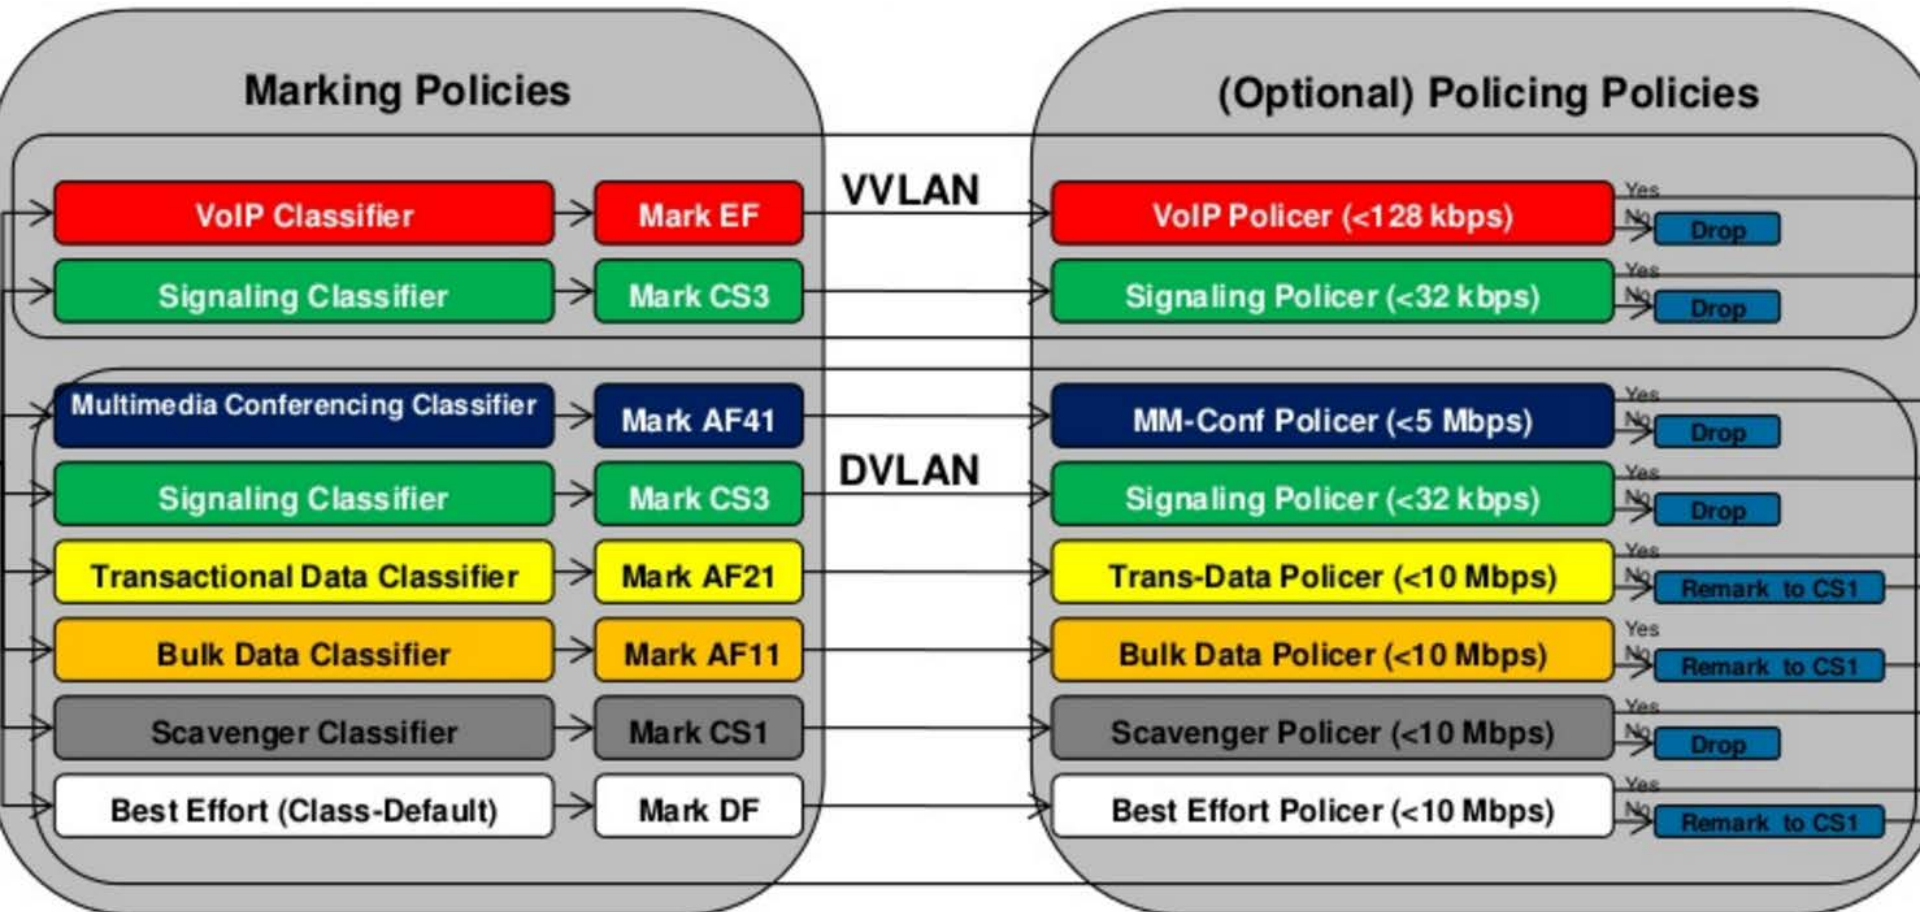 Marking Policies
(Optional) Policing Policies
VVLAN
VoIP Classifier
Mark EF
VoIP Policer (<128 kbps)
Yes
No
Drop
Signaling Classifier
Mark CS3
Signaling Policer (<32 kbps)
Yes
No
Drop
Multimedia Conferencing Classifier
Mark AF41
MM-Conf Policer (<5 Mbps)
Yes
No
Drop
DVLAN
Signaling Classifier
Mark CS3
Signaling Policer (<32 kbps)
Yes
No
Drop
Transactional Data Classifier
Mark AF21
Trans-Data Policer (<10 Mbps)
Yes
No
Remark to CS1
Bulk Data Classifier
Mark AF11
Bulk Data Policer (<10 Mbps)
Yes
No
Remark to CS1
Scavenger Classifier
Mark CS1
Scavenger Policer (<10 Mbps)
Yes
No
Drop
Best Effort (Class-Default)
Mark DF
Best Effort Policer (<10 Mbps)
Yes
No
Remark to CS1